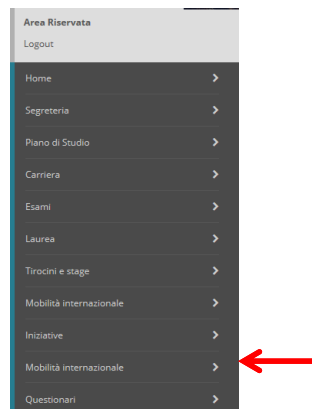 Area Riservata
Logout
Home
Segreteria
Piano di Studio
Carriera
Esami
Laurea
Tirocini e stage
Mobilità internazionale
Iniziative
Mobilità internazionale
Questionari